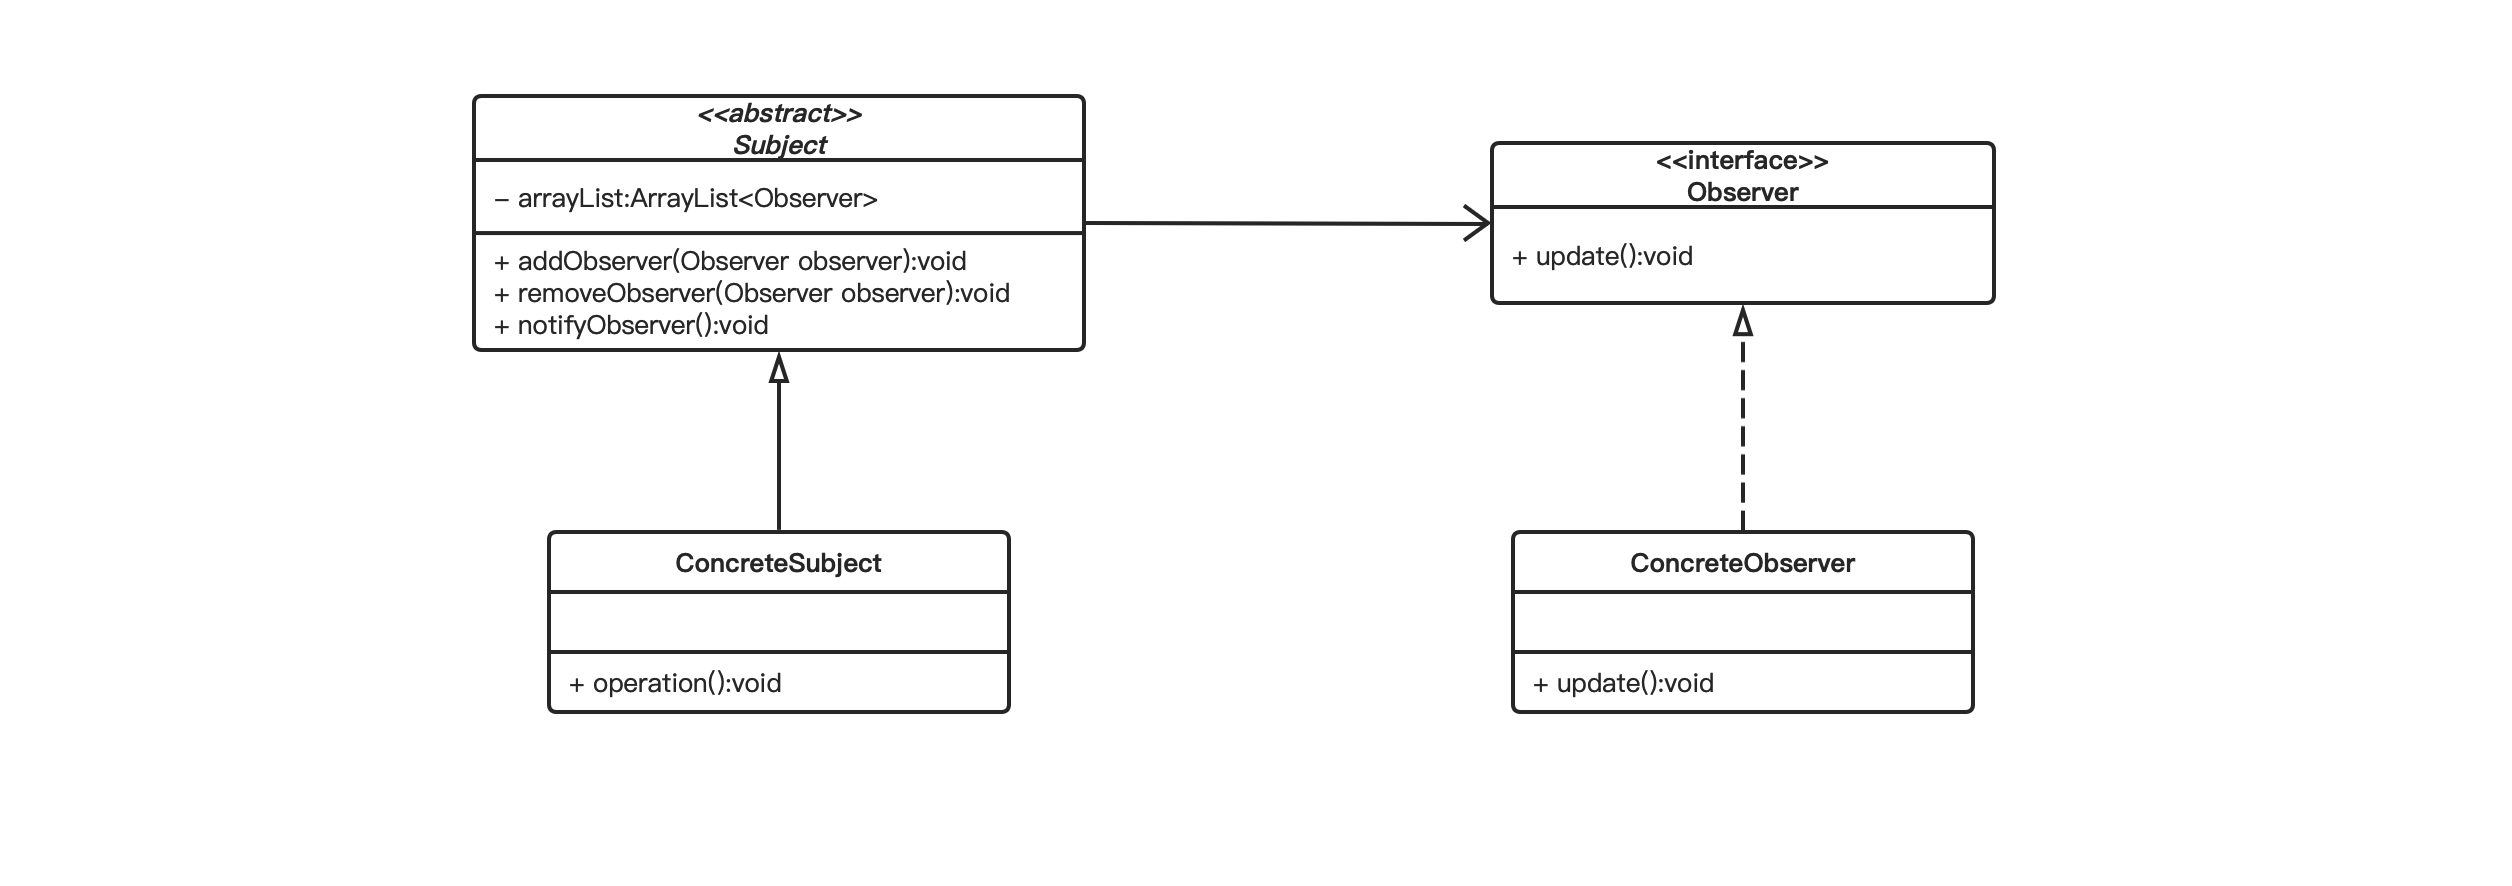 <<abstract>>
Subject
- arrayList:ArrayList<Observer>
+ addObserver(Observer observer):void
+ removeObserver(Observer observer):void
+ notifyObserver():void
<<interface>>
Observer
+ update():void
ConcreteSubject
+ operation():void
ConcreteObserver
+ update():void